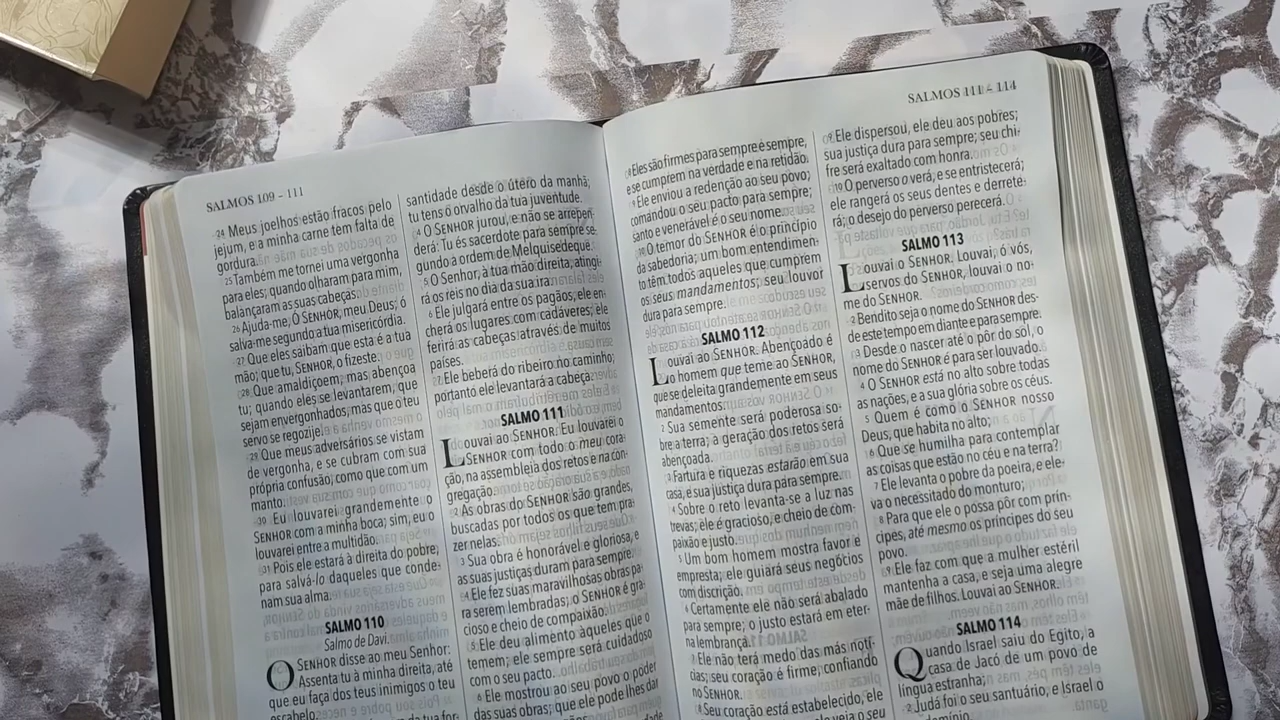 SALMOS 109 – 111
24 Meus joelhos estão fracos pelo
jejum, e a minha carne tem falta de
gordura.
25 Também me tornei uma vergonha
para eles; quando olharam para mim,
balançaram as suas cabeças.
26 Ajuda-me, Ó SENHOR, meu Deus; ó
salva-me segundo a tua misericórdia.
27 Que eles saibam que esta é a tua
mão; que tu, SENHOR, o fizeste.
28 Que amaldiçoem; mas abençoa
tu; quando eles se levantarem, que
sejam envergonhados, mas que o teu
servo se regozije.
29 Que meus adversários se vistam
de vergonha, e se cubram com sua
própria confusão, como que com um
manto.
30 Eu louvarei grandemente o
SENHOR com a minha boca; sim, eu o
louvarei entre a multidão.
31 Pois ele estará à direita do pobre,
para salvá-lo daqueles que conde-
nam sua alma.
SALMO 110
Salmo de Davi.
O SENHOR disse ao meu Senhor:
Assenta tu à minha direita, até
que eu faça dos teus inimigos o teu
escabelo.
santidade desde o útero da manhã;
tu tens o orvalho da tua juventude.
4 O SENHOR jurou, e não se arrepen-
derá: Tu és sacerdote para sempre se-
gundo a ordem de Melquisedeque.
5 O Senhor, à tua mão direita, atingi-
rá os reis no dia da sua ira.
6 Ele julgará entre os pagãos; ele en-
cherá os lugares com cadáveres; ele
ferirá as cabeças através de muitos
países.
7 Ele beberá do ribeiro no caminho;
portanto ele levantará a cabeça.
SALMO 111
Louvai ao SENHOR. Eu louvarei o
SENHOR com todo o meu cora-
ção, na assembleia dos retos e na con-
gregação.
2 As obras do SENHOR são grandes,
buscadas por todos os que tem pra-
zer nelas.
3 Sua obra é honorável e gloriosa, e
as suas justiças duram para sempre.
4 Ele fez suas maravilhosas obras pa-
ra serem lembradas; o SENHOR é gra-
cioso e cheio de compaixão.
5 Ele deu alimento àqueles que o
temem; ele sempre será cuidadoso
com o seu pacto.
6 Ele mostrou ao seu povo o poder
das suas obras, que ele pode lhes dar
SALMOS 111 – 114
8 Eles são firmes para sempre e sempre,
e se cumprem na verdade e na retidão.
9 Ele enviou a redenção ao seu povo;
comandou o seu pacto para sempre;
santo e venerável é o seu nome.
10 O temor do SENHOR é o princípio
da sabedoria; um bom entendimen-
to têm todos aqueles que cumprem
os seus mandamentos; seu louvor
dura para sempre.
SALMO 112
Louvai ao SENHOR. Abençoado é
o homem que teme ao SENHOR,
que se deleita grandemente em seus
mandamentos.
2 Sua semente será poderosa so-
bre a terra; a geração dos retos será
abençoada.
3 Fartura e riquezas estarão em sua
casa, e sua justiça dura para sempre.
4 Sobre o reto levanta-se a luz nas
trevas; ele é gracioso, e cheio de com-
paixão e justo.
5 Um bom homem mostra favor e
empresta; ele guiará seus negócios
com discrição.
6 Certamente ele não será abalado
para sempre; o justo estará em eter-
na lembrança.
7 Ele não terá medo das más notí-
cias; seu coração é firme, confiando
no SENHOR.
8 Seu coração está estabelecido, ele
9 Ele dispersou, ele deu aos pobres;
sua justiça dura para sempre; seu chi-
fre será exaltado com honra.
10 O perverso o verá, e se entristecerá;
ele rangerá os seus dentes e derrete-
rá; o desejo do perverso perecerá.
SALMO 113
Louvai o SENHOR. Louvai, ó vós,
servos do SENHOR, louvai o no-
me do SENHOR.
2 Bendito seja o nome do SENHOR des-
de este tempo em diante e para sempre.
3 Desde o nascer até o pôr do sol, o
nome do SENHOR é para ser louvado.
4 O SENHOR está no alto sobre todas
as nações, e a sua glória sobre os céus.
5 Quem é como o SENHOR nosso
Deus, que habita no alto;
6 Que se humilha para contemplar
as coisas que estão no céu e na terra?
7 Ele levanta o pobre da poeira, e ele-
va o necessitado do monturo;
8 Para que ele o possa pôr com prín-
cipes, até mesmo os príncipes do seu
povo.
9 Ele faz com que a mulher estéril
mantenha a casa, e seja uma alegre
mãe de filhos. Louvai ao SENHOR.
SALMO 114
Quando Israel saiu do Egito, a
casa de Jacó de um povo de
língua estranha;
2 Judá foi o seu santuário, e Israel o